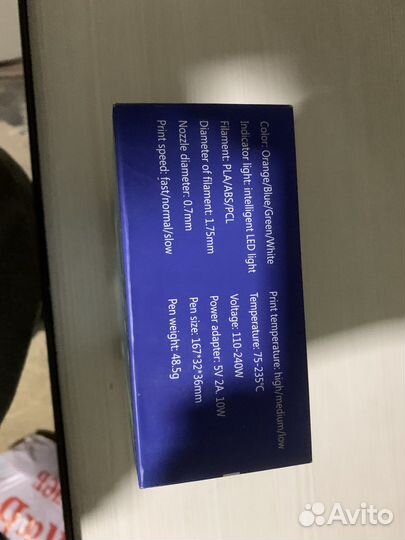 Color: Orange/Blue/Green/White
Indicator light: intelligent LED light
Filament: PLA/ABS/PCL
Diameter of filament: 1.75mm
Nozzle diameter: 0.7mm
Print speed: fast/normal/slow
Print temperature: high/medium/low
Temperature: 75-235°C
Voltage: 110-240W
Power adapter: 5V 2A, 10W
Pen size: 167*32*36mm
Pen weight: 48.5g
Avito